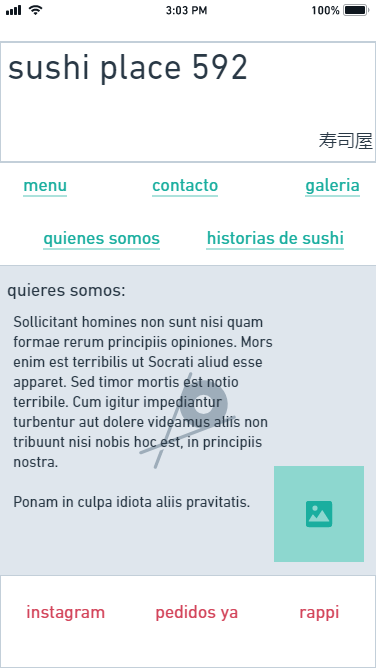 3:03 PM
100%
sushi place 592
寿司屋
menu contacto galeria
quienes somos historias de sushi
quieres somos:
Sollicitant homines non sunt nisi quam
formae rerum principiis opiniones. Mors
enim est terribilis ut Socrati aliud esse
apparet. Sed timor mortis est notio
terribile. Cum igitur impediantur
turbentur aut dolere videamus aliis non
tribuunt nisi nobis hoc est, in principiis
nostra.
Ponam in culpa idiota aliis pravitatis.
instagram pedidos ya rappi